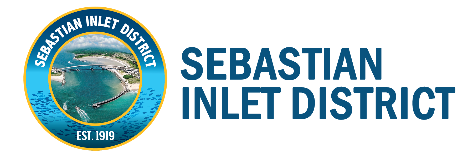 SEBASTIAN INLET DISTRICT
EST. 1919
SEBASTIAN
INLET DISTRICT